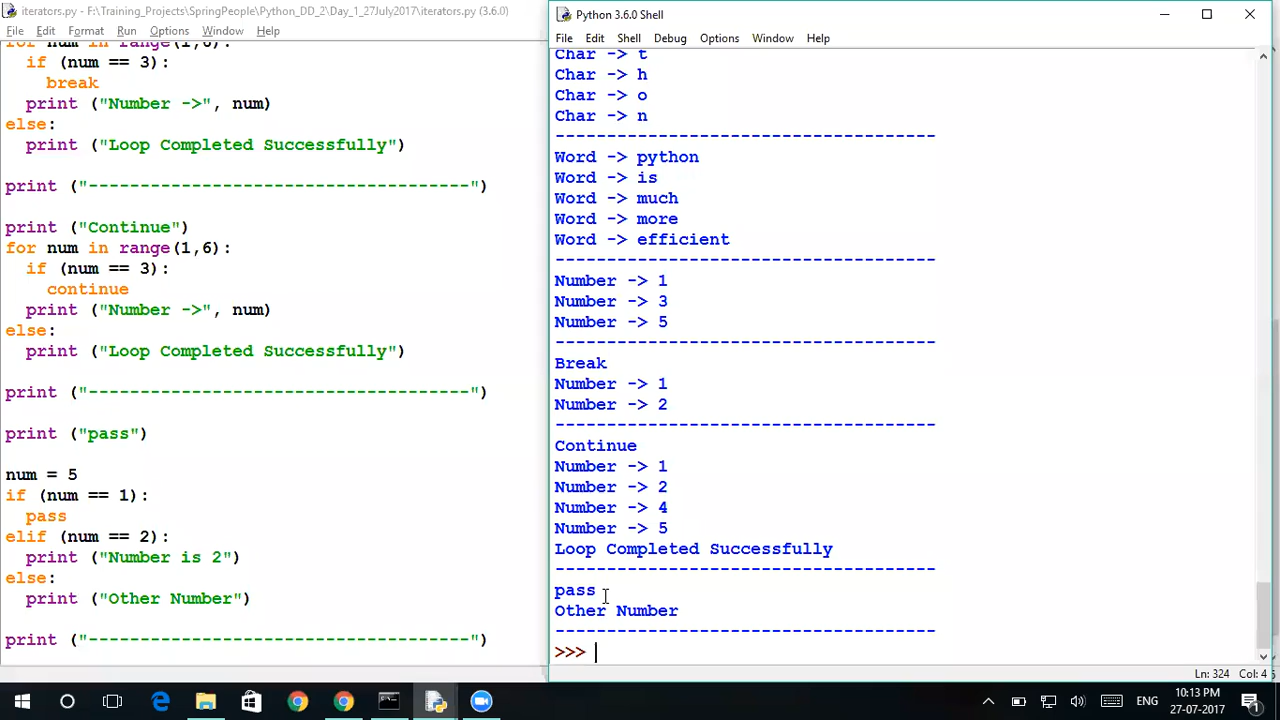 iterators.py - F:\Training_Projects\SpringPeople\Python_DD_2\Day_1_27July2017\iterators.py (3.6.0)
File Edit Format Run Options Window Help
for num in range(1,6):
if (num == 3):
break
print ("Number ->", num)
else:
print ("Loop Completed Successfully")
print ("-------------------------------------")
print ("Continue")
for num in range(1,6):
if (num == 3):
continue
print ("Number ->", num)
else:
print ("Loop Completed Successfully")
print ("-------------------------------------")
print ("pass")
num = 5
if (num == 1):
pass
elif (num == 2):
print ("Number is 2")
else:
print ("Other Number")
print ("-------------------------------------")
Python 3.6.0 Shell
File Edit Shell Debug Options Window Help
Char -> t
Char -> h
Char -> o
Char -> n
-------------------------------------
Word -> python
Word -> is
Word -> much
Word -> more
Word -> efficient
-------------------------------------
Number -> 1
Number -> 3
Number -> 5
-------------------------------------
Break
Number -> 1
Number -> 2
-------------------------------------
Continue
Number -> 1
Number -> 2
Number -> 4
Number -> 5
Loop Completed Successfully
-------------------------------------
pass
Other Number
-------------------------------------
>>>
Ln: 324 Col: 4
ENG
10:13 PM
27-07-2017